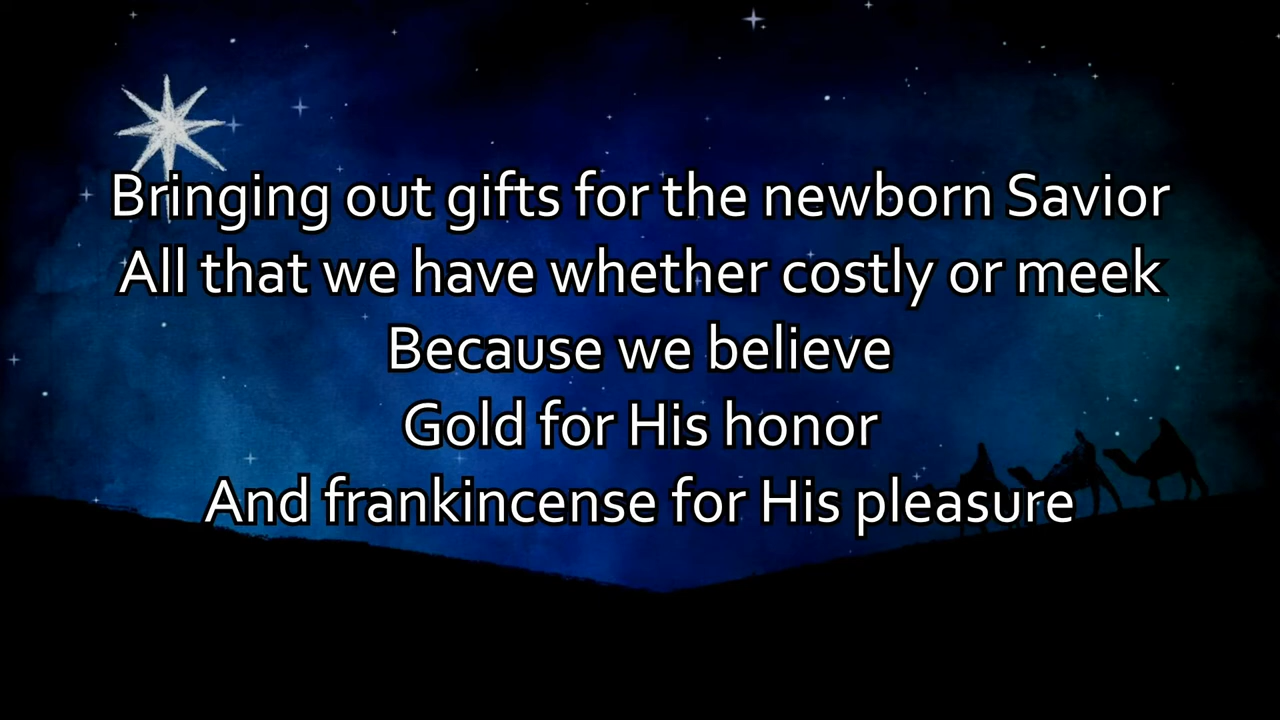 Bringing out gifts for the newborn Savior
All that we have whether costly or meek
Because we believe
Gold for His honor
And frankincense for His pleasure